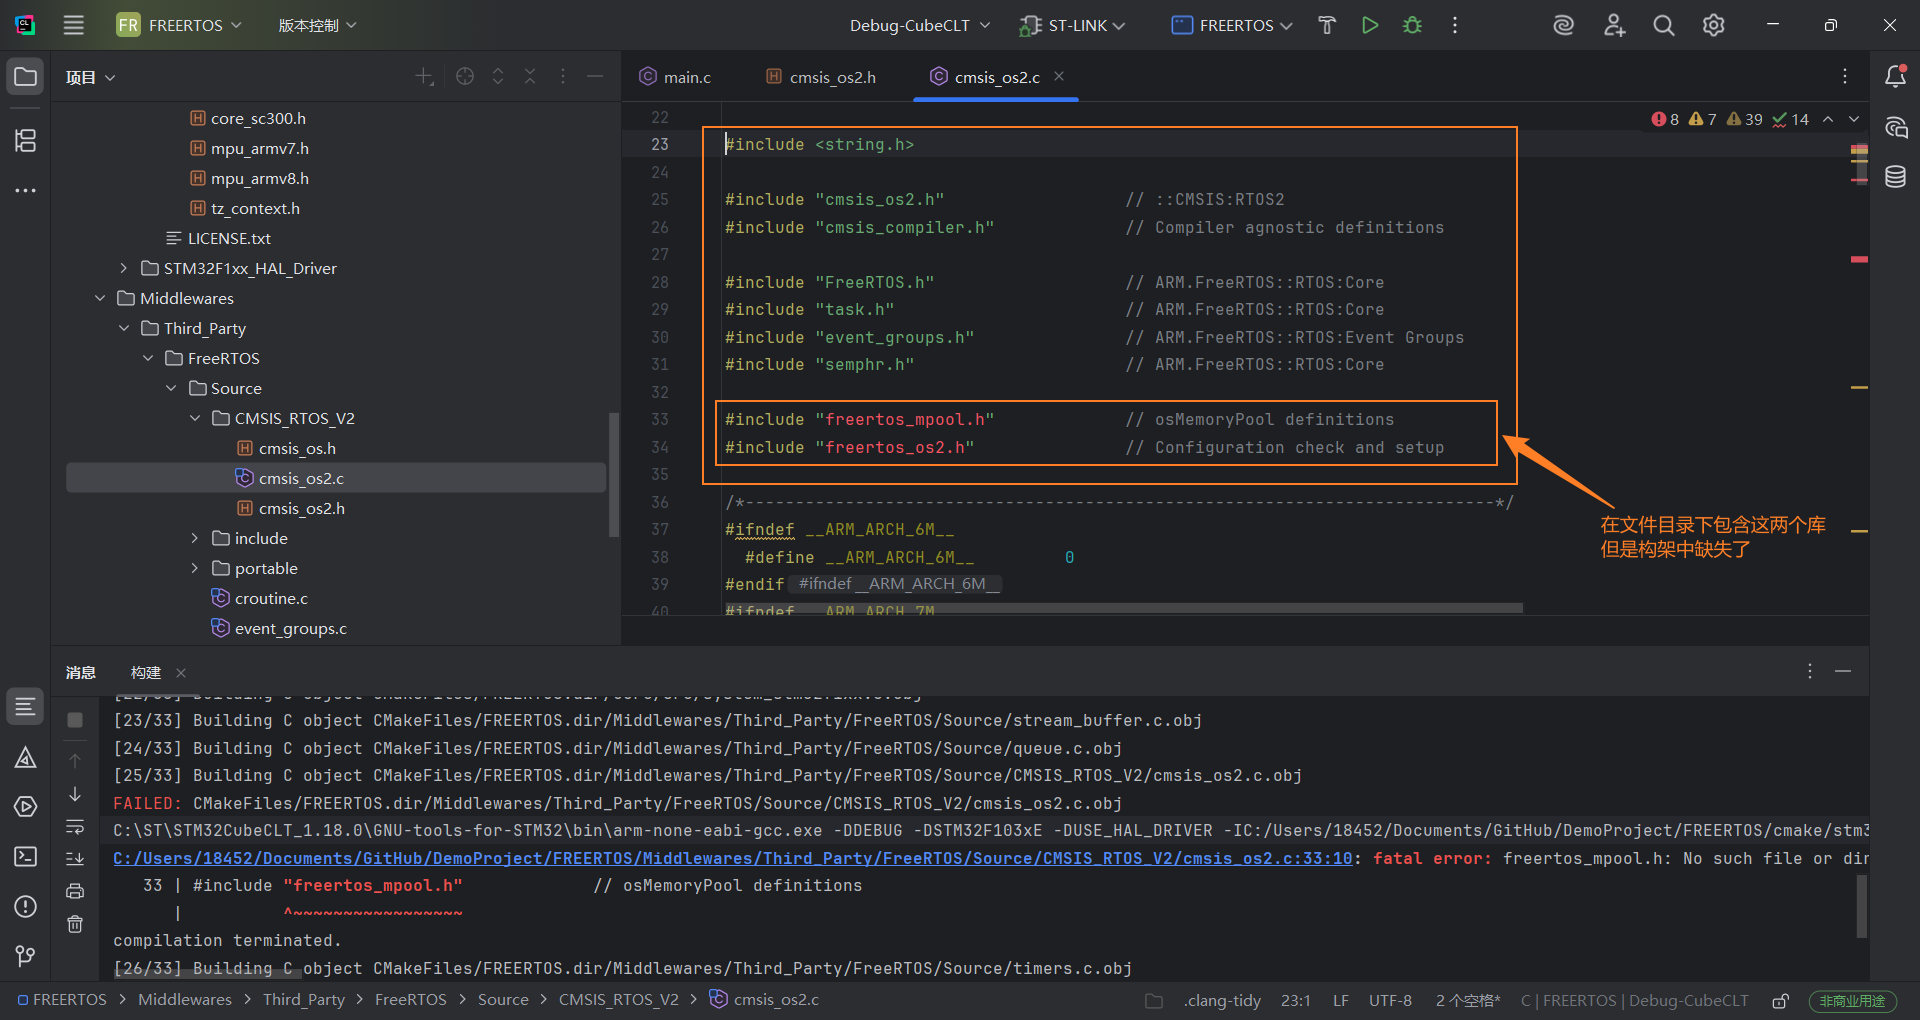 FR FREERTOS 版本控制 Debug-CubeCLT ST-LINK FREERTOS
项目
main.c cmsis_os2.h cmsis_os2.c
core_sc300.h
mpu_armv7.h
mpu_armv8.h
tz_context.h
LICENSE.txt
STM32F1xx_HAL_Driver
Middlewares
Third_Party
FreeRTOS
Source
CMSIS_RTOS_V2
cmsis_os.h
cmsis_os2.c
cmsis_os2.h
include
portable
croutine.c
event_groups.c
8 7 39 14
22
23 #include <string.h>
24
25 #include "cmsis_os2.h" // ::CMSIS:RTOS2
26 #include "cmsis_compiler.h" // Compiler agnostic definitions
27
28 #include "FreeRTOS.h" // ARM.FreeRTOS::RTOS:Core
29 #include "task.h" // ARM.FreeRTOS::RTOS:Core
30 #include "event_groups.h" // ARM.FreeRTOS::RTOS:Event Groups
31 #include "semphr.h" // ARM.FreeRTOS::RTOS:Core
32
33 #include "freertos_mpool.h" // osMemoryPool definitions
34 #include "freertos_os2.h" // Configuration check and setup
35
36 /*---------------------------------------------------------------------------*/
37 #ifndef __ARM_ARCH_6M__
38 #define __ARM_ARCH_6M__ 0
39 #endif #ifndef __ARM_ARCH_6M__
40 #ifndef __ARM_ARCH_7M__
在文件目录下包含这两个库
但是构架中缺失了
消息 构建
[22/33] Building C object CMakeFiles/FREERTOS.dir/Core/Src/system_stm32f1xx.c.obj
[23/33] Building C object CMakeFiles/FREERTOS.dir/Middlewares/Third_Party/FreeRTOS/Source/stream_buffer.c.obj
[24/33] Building C object CMakeFiles/FREERTOS.dir/Middlewares/Third_Party/FreeRTOS/Source/queue.c.obj
[25/33] Building C object CMakeFiles/FREERTOS.dir/Middlewares/Third_Party/FreeRTOS/Source/CMSIS_RTOS_V2/cmsis_os2.c.obj
FAILED: CMakeFiles/FREERTOS.dir/Middlewares/Third_Party/FreeRTOS/Source/CMSIS_RTOS_V2/cmsis_os2.c.obj
C:\ST\STM32CubeCLT_1.18.0\GNU-tools-for-STM32\bin\arm-none-eabi-gcc.exe -DDEBUG -DSTM32F103xE -DUSE_HAL_DRIVER -IC:/Users/18452/Documents/GitHub/DemoProject/FREERTOS/cmake/stm3
C:/Users/18452/Documents/GitHub/DemoProject/FREERTOS/Middlewares/Third_Party/FreeRTOS/Source/CMSIS_RTOS_V2/cmsis_os2.c:33:10: fatal error: freertos_mpool.h: No such file or dir
33 | #include "freertos_mpool.h" // osMemoryPool definitions
| ^~~~~~~~~~~~~~~~~~
compilation terminated.
[26/33] Building C object CMakeFiles/FREERTOS.dir/Middlewares/Third_Party/FreeRTOS/Source/timers.c.obj
FREERTOS > Middlewares > Third_Party > FreeRTOS > Source > CMSIS_RTOS_V2 > cmsis_os2.c .clang-tidy 23:1 LF UTF-8 2 个空格* C | FREERTOS | Debug-CubeCLT 非商业用途